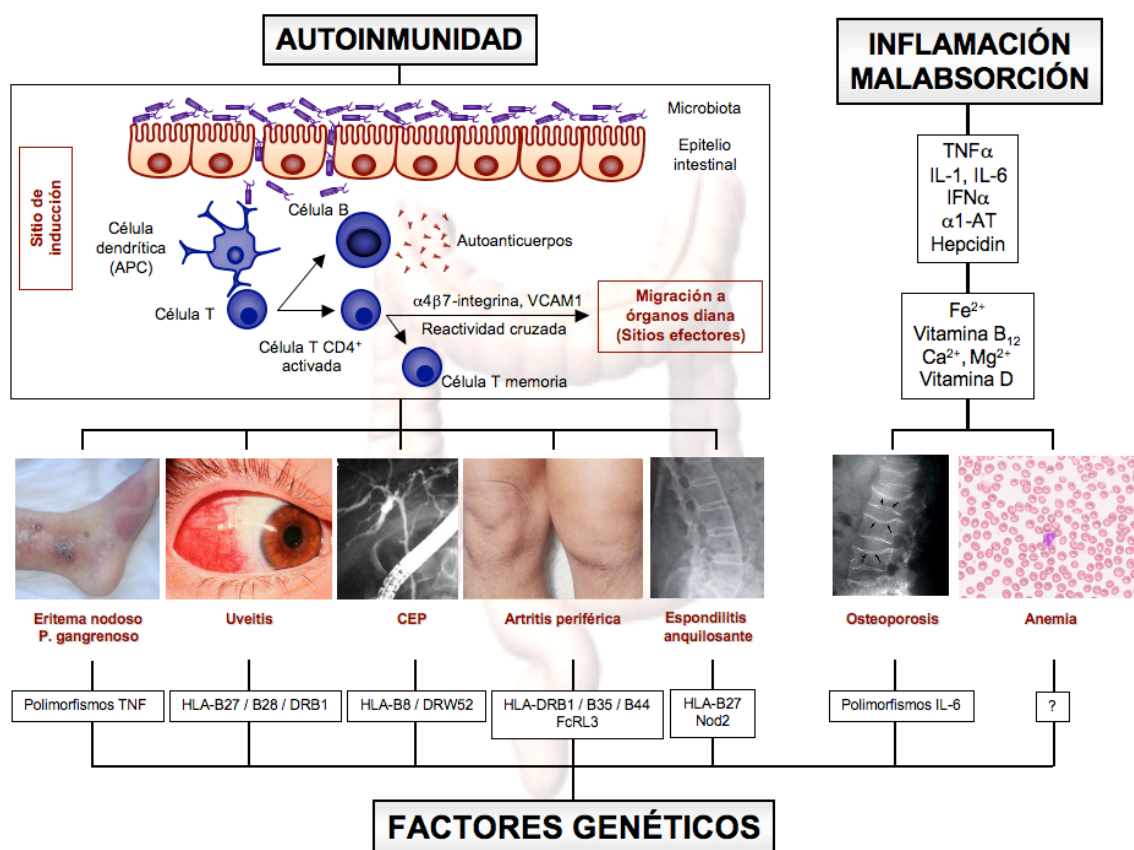 AUTOINMUNIDAD
INFLAMACIÓN
MALABSORCIÓN
Microbiota
Epitelio
intestinal
Sitio de
inducción
Célula B
Célula
dendrítica
(APC)
Autoanticuerpos
Célula T
α4β7-integrina, VCAM1
Reactividad cruzada
Migración a
órganos diana
(Sitios efectores)
Célula T CD4⁺
activada
Célula T memoria
TNFα
IL-1, IL-6
IFNα
α1-AT
Hepcidin
Fe²⁺
Vitamina B₁₂
Ca²⁺, Mg²⁺
Vitamina D
Eritema nodoso
P. gangrenoso
Uveitis
CEP
Artritis periférica
Espondilitis
anquilosante
Osteoporosis
Anemia
Polimorfismos TNF
HLA-B27 / B28 / DRB1
HLA-B8 / DRW52
HLA-DRB1 / B35 / B44
FcRL3
HLA-B27
Nod2
Polimorfismos IL-6
?
FACTORES GENÉTICOS